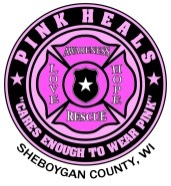 PINK HEALS
AWARENESS
LOVE
HOPE
RESCUE
"CARES ENOUGH TO WEAR PINK"
SHEBOYGAN COUNTY, WI